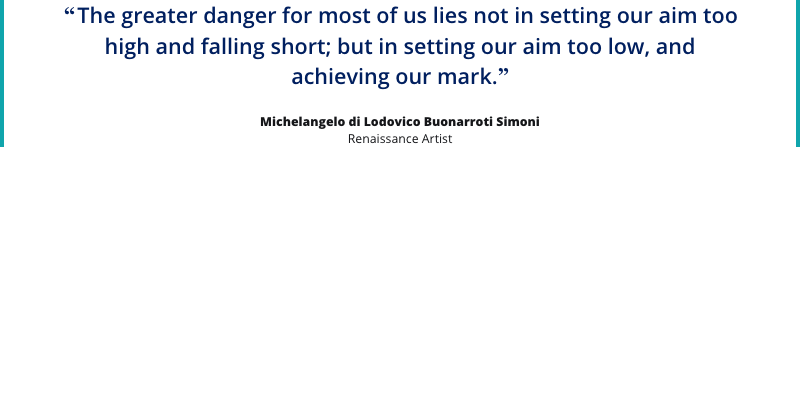 “The greater danger for most of us lies not in setting our aim too
high and falling short; but in setting our aim too low, and
achieving our mark.”
Michelangelo di Lodovico Buonarroti Simoni
Renaissance Artist